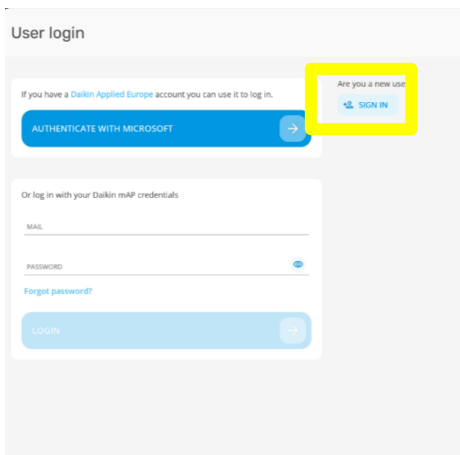 User login
If you have a Daikin Applied Europe account you can use it to log in.
AUTHENTICATE WITH MICROSOFT
Are you a new use
SIGN IN
Or log in with your Daikin mAP credentials
MAIL
PASSWORD
Forgot password?
LOGIN